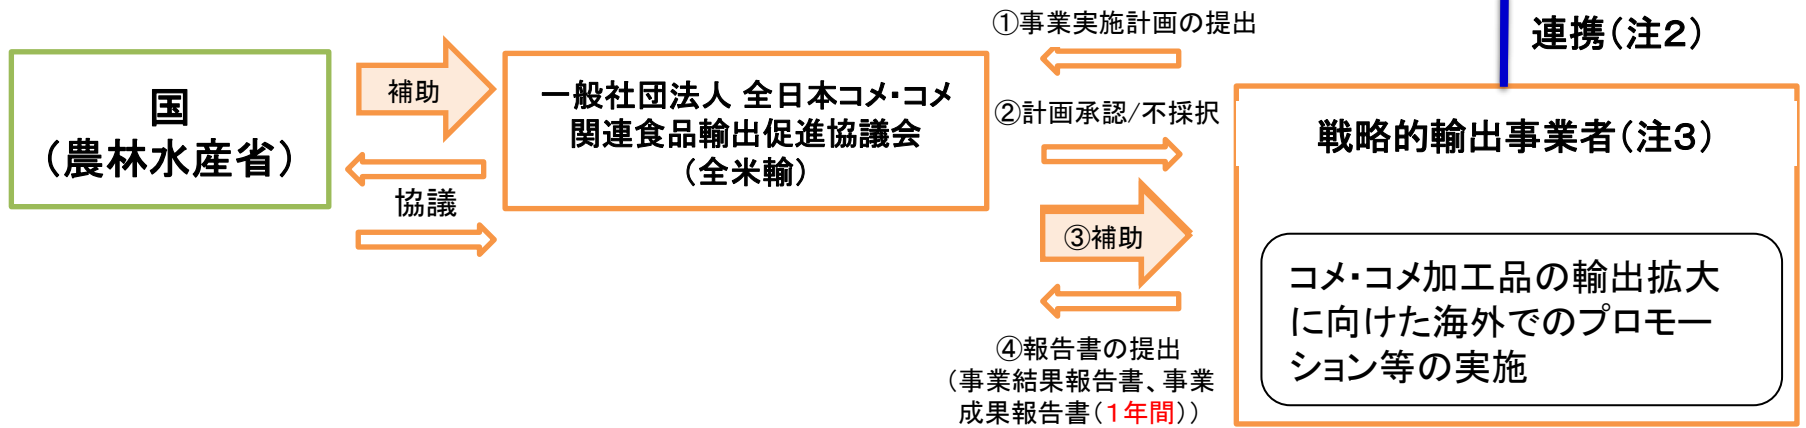 国
（農林水産省）
補助
協議
一般社団法人 全日本コメ・コメ
関連食品輸出促進協議会
（全米輸）
①事業実施計画の提出
②計画承認/不採択
③補助
④報告書の提出
（事業結果報告書、事業
成果報告書（１年間））
連携（注２）
戦略的輸出事業者（注３）
コメ・コメ加工品の輸出拡大
に向けた海外でのプロモー
ション等の実施